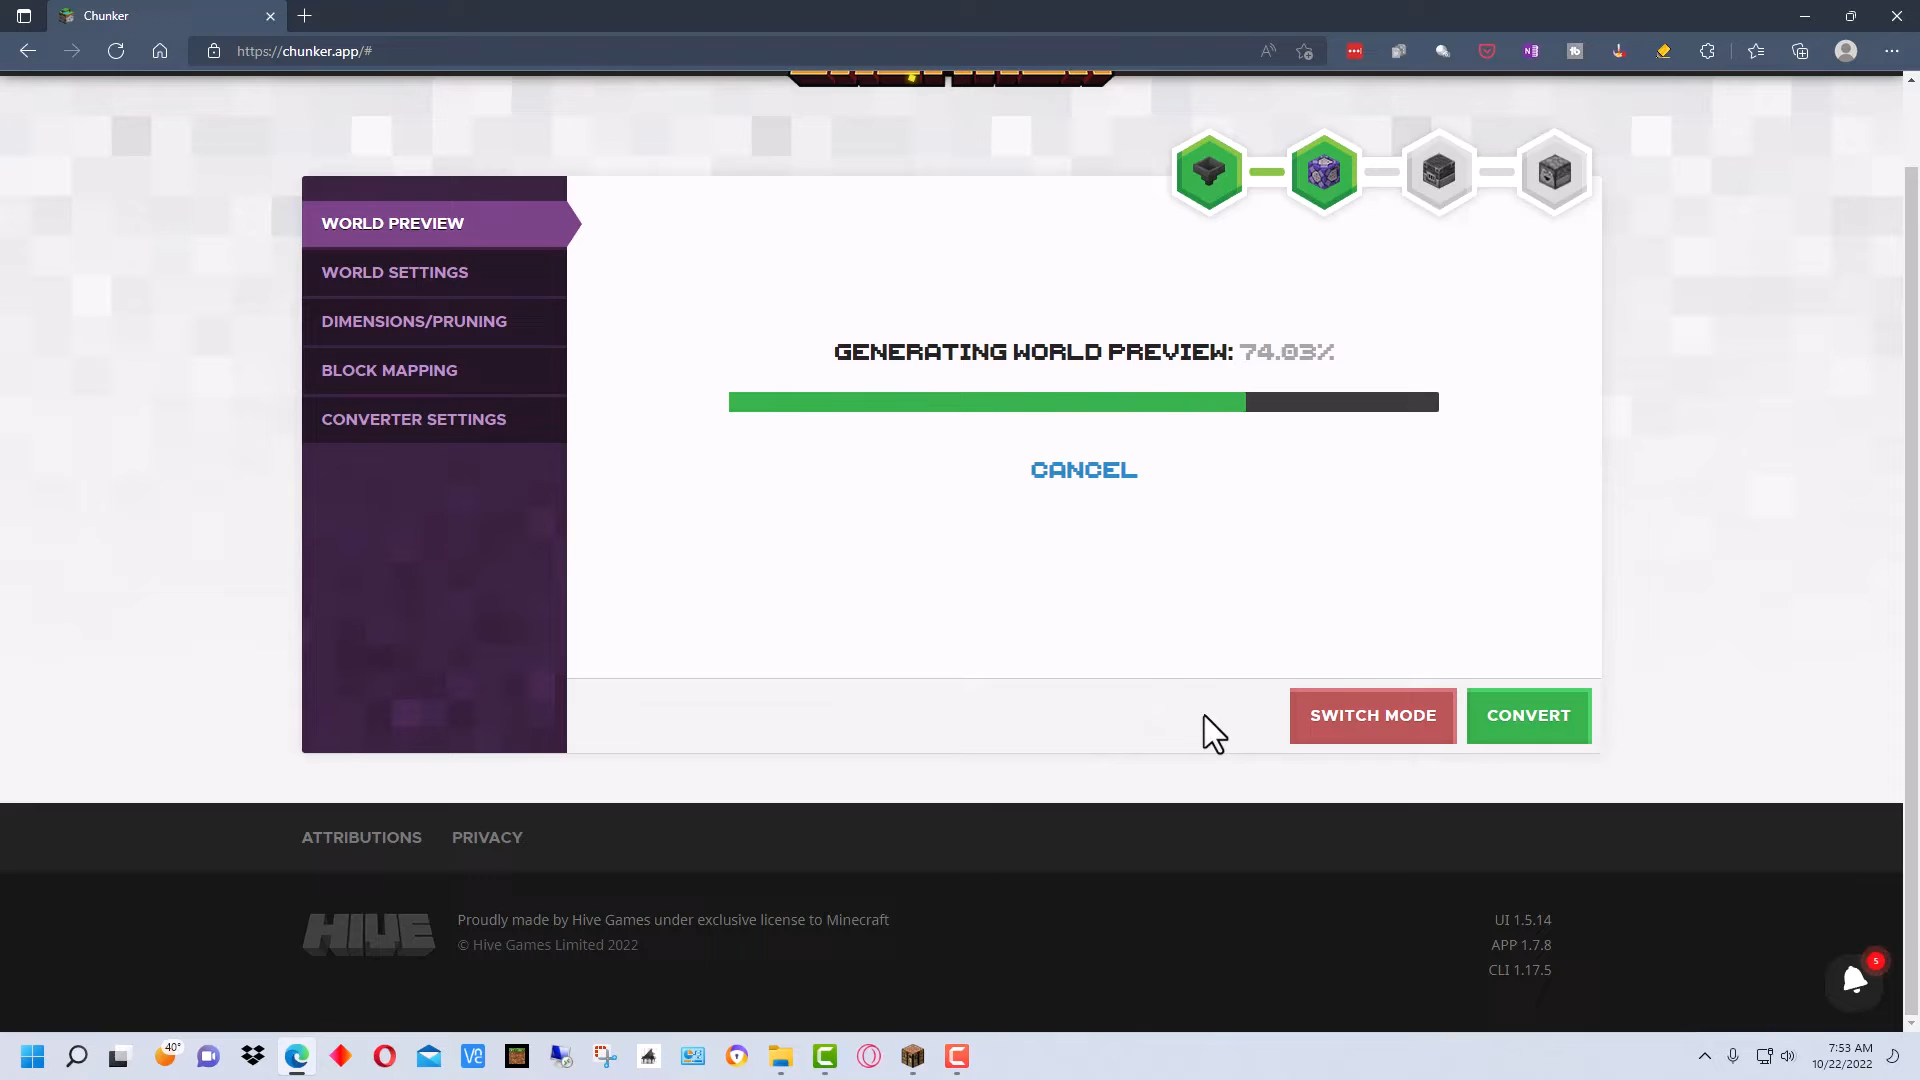 Chunker
https://chunker.app/#
WORLD PREVIEW
WORLD SETTINGS
DIMENSIONS/PRUNING
BLOCK MAPPING
CONVERTER SETTINGS
GENERATING WORLD PREVIEW: 74.03%
CANCEL
SWITCH MODE
CONVERT
ATTRIBUTIONS
PRIVACY
HIVE
Proudly made by Hive Games under exclusive license to Minecraft
© Hive Games Limited 2022
UI 1.5.14
APP 1.7.8
CLI 1.17.5
5
40°
7:53 AM
10/22/2022